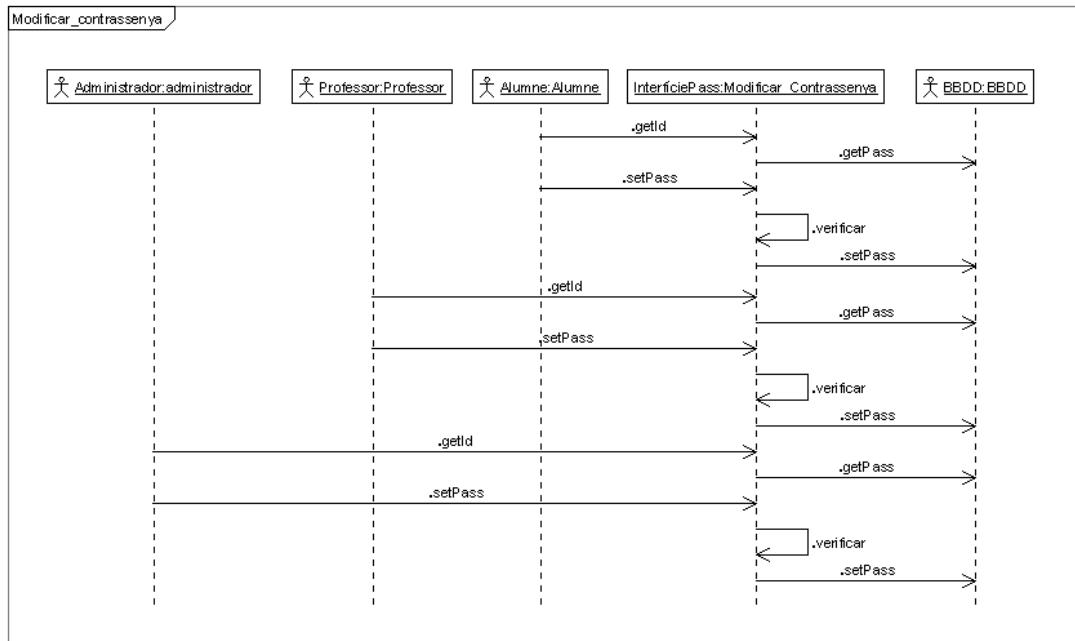 Modificar_contrassenya
Administrador:administrador
Professor:Professor
Alumne:Alumne
InterfíciePass:Modificar_Contrassenya
BBDD:BBDD
.getId
.getPass
.setPass
.verificar
.setPass
.getId
.getPass
.setPass
.verificar
.setPass
.getId
.getPass
.setPass
.verificar
.setPass